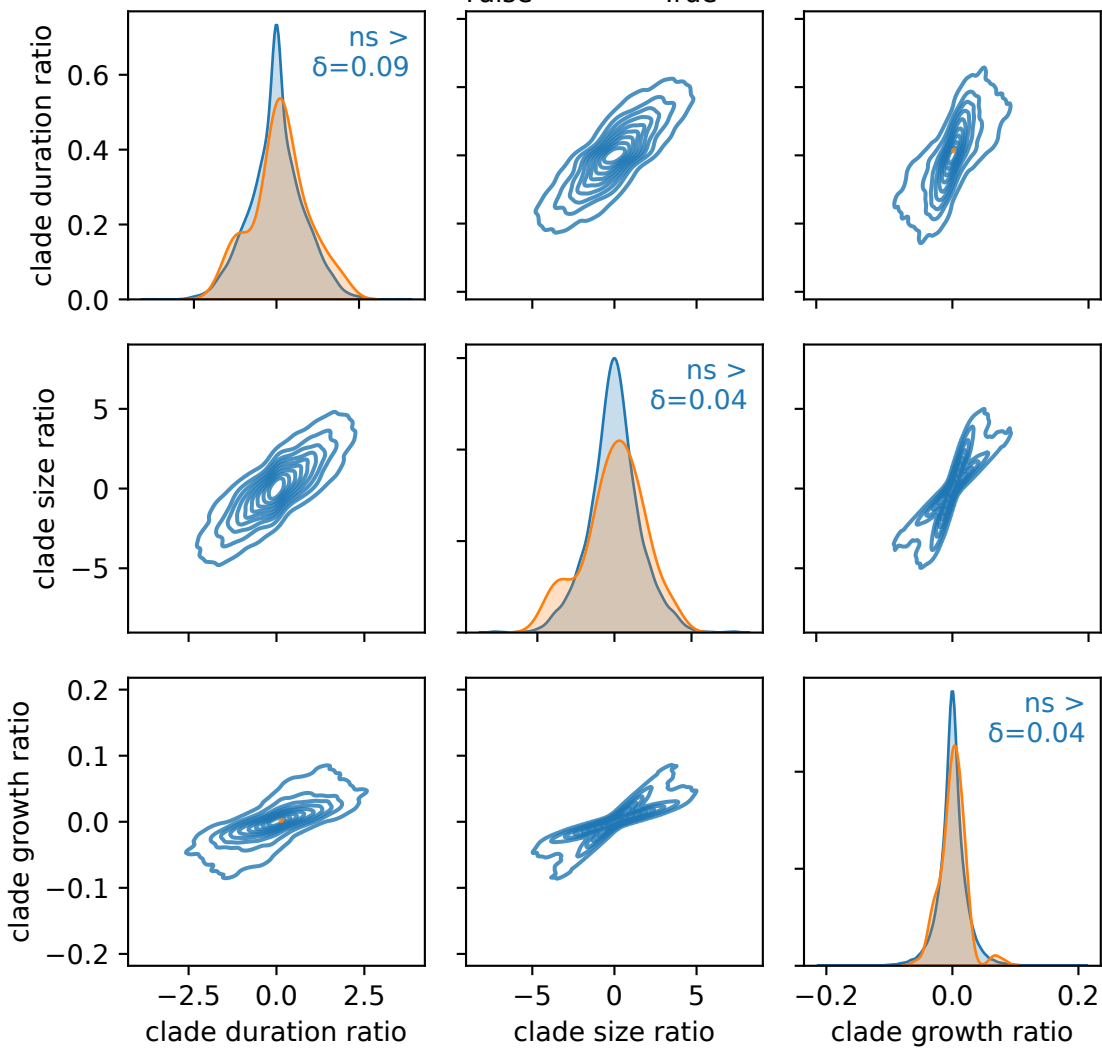 clade duration ratio
0.6
0.4
0.2
0.0
ns >
δ=0.09
clade size ratio
5
0
−5
ns >
δ=0.04
clade growth ratio
0.2
0.1
0.0
−0.1
−0.2
ns >
δ=0.04
−2.5 0.0 2.5
−5 0 5
−0.2 0.0 0.2
clade duration ratio
clade size ratio
clade growth ratio